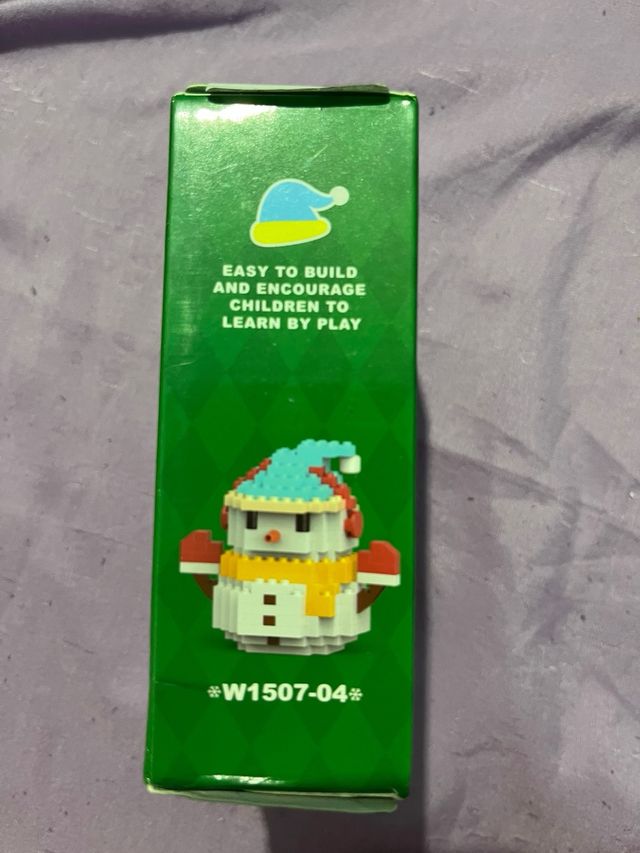 EASY TO BUILD
AND ENCOURAGE
CHILDREN TO
LEARN BY PLAY
*W1507-04*